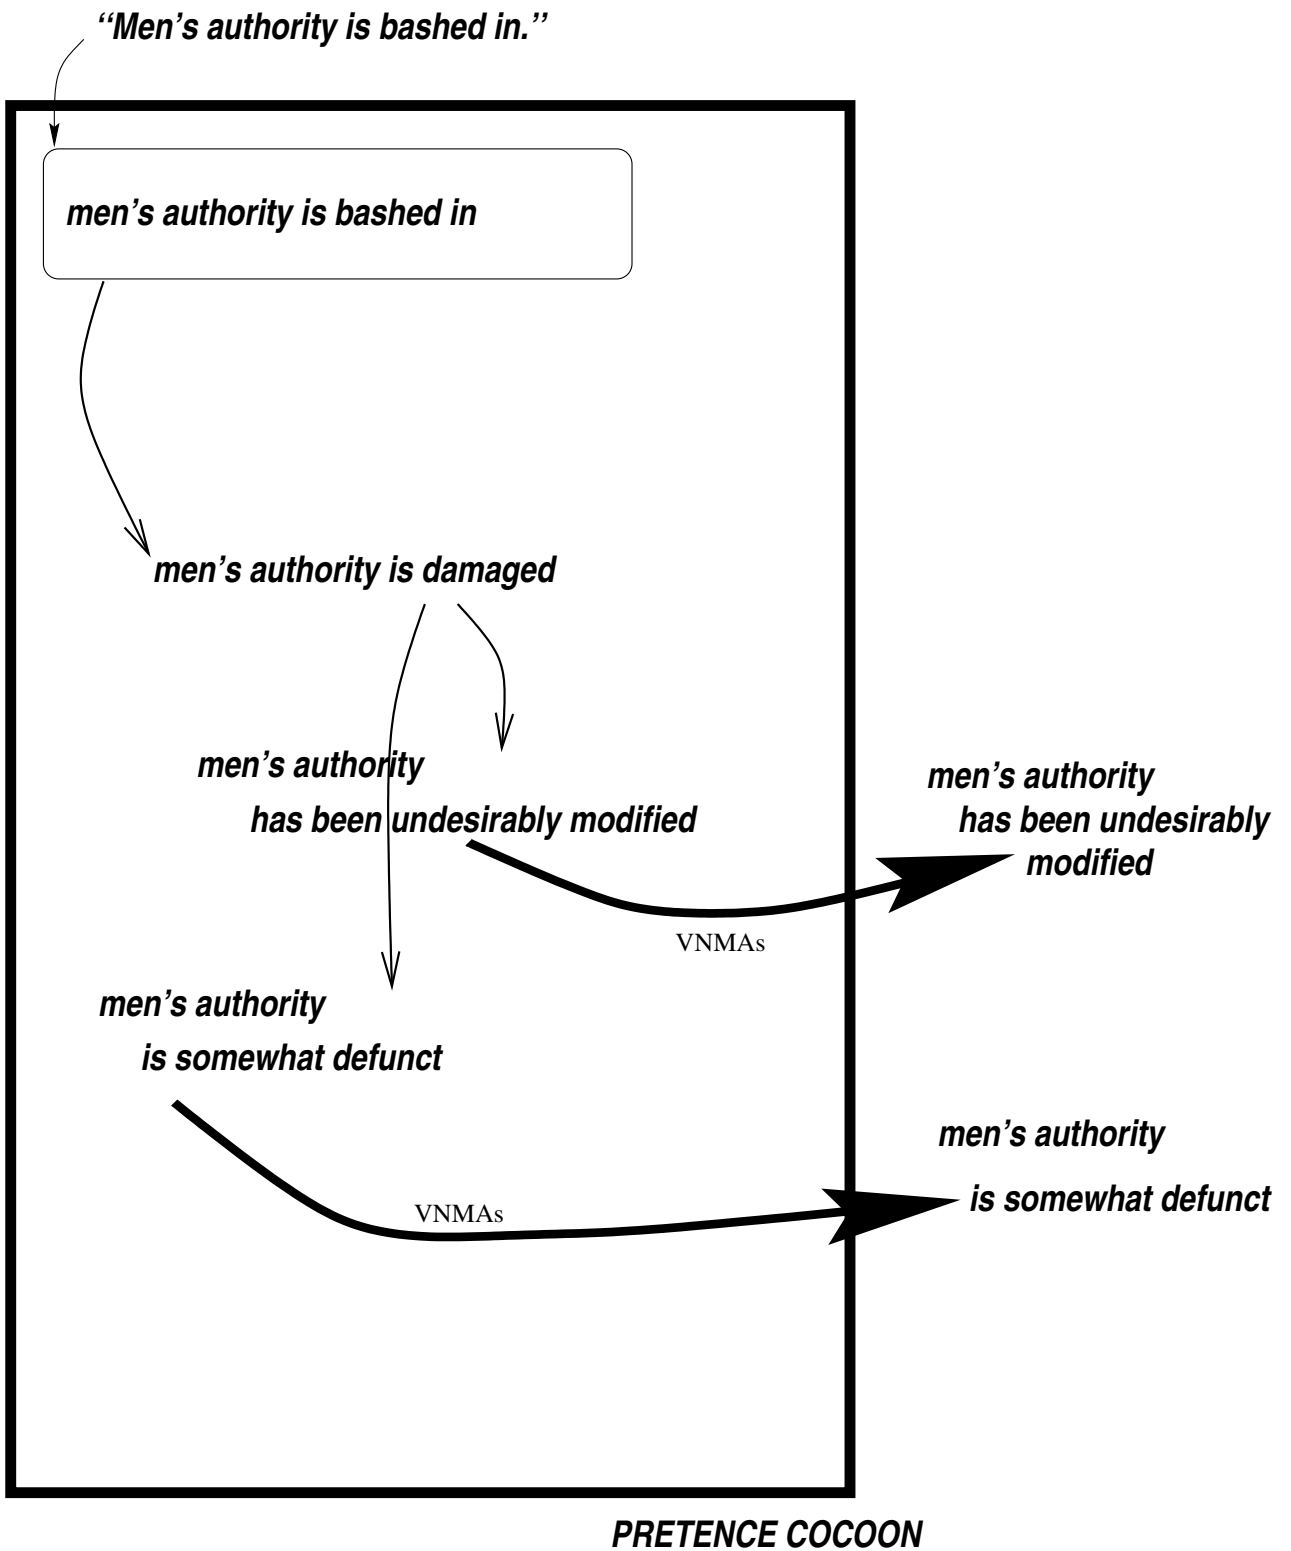 “Men’s authority is bashed in.”
men’s authority is bashed in
men’s authority is damaged
men’s authority
has been undesirably modified
men’s authority
has been undesirably
modified
VNMAs
men’s authority
is somewhat defunct
men’s authority
is somewhat defunct
VNMAs
PRETENCE COCOON